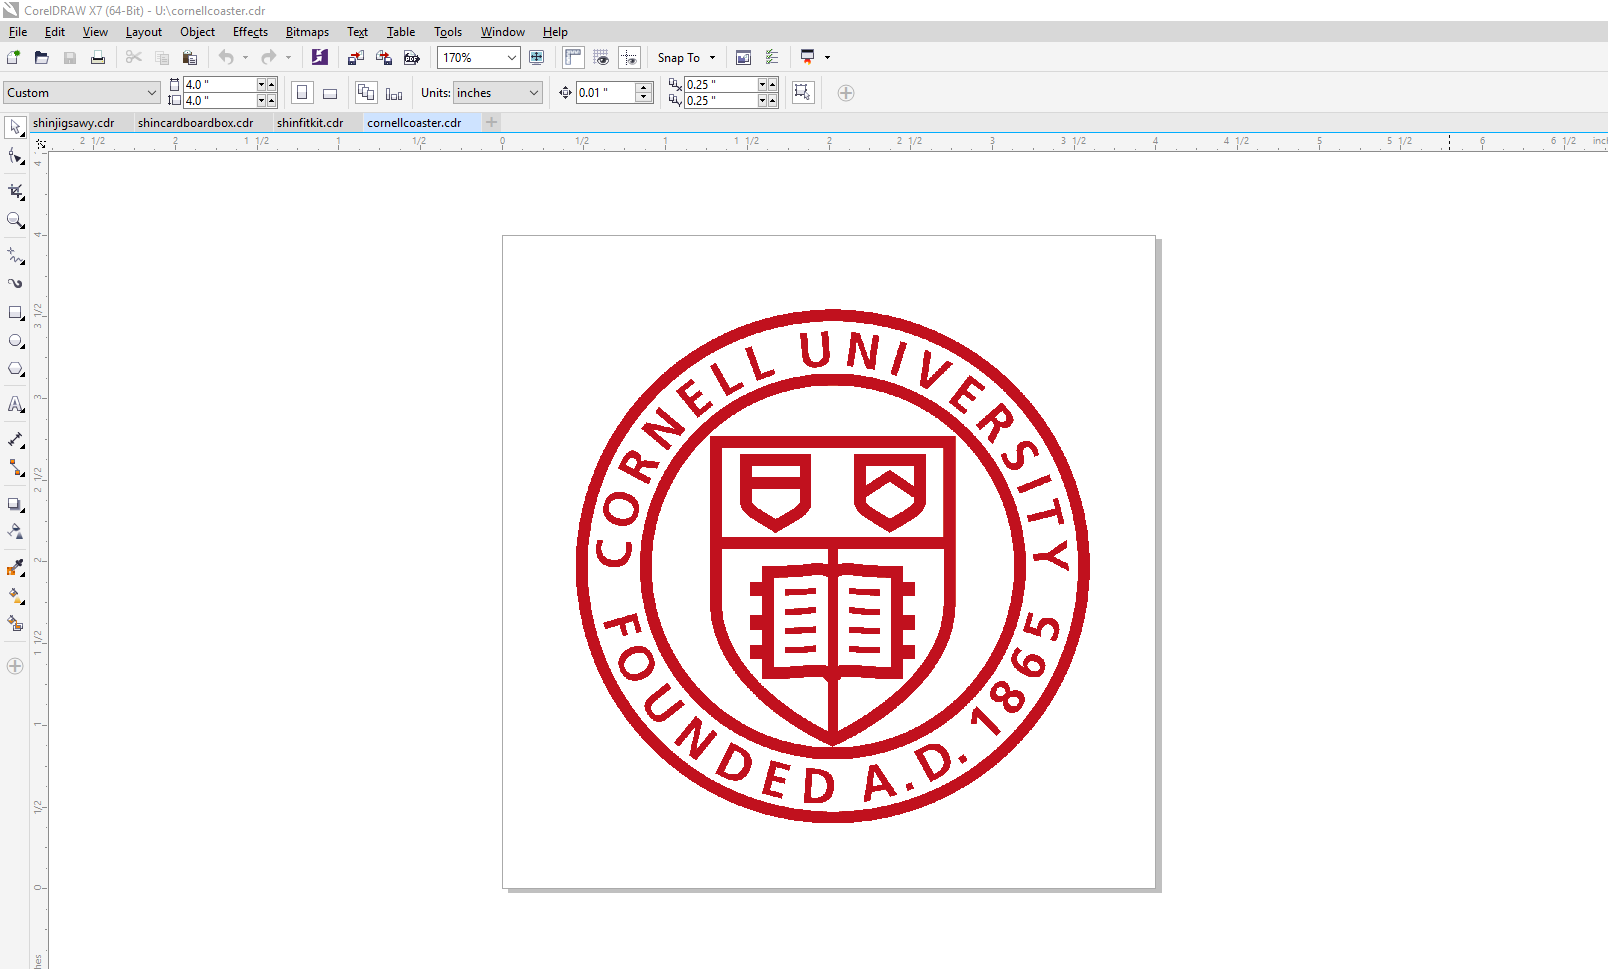 CorelDRAW X7 (64-Bit) - U:\cornellcoaster.cdr
File Edit View Layout Object Effects Bitmaps Text Table Tools Window Help
170% Snap To
Custom 4.0 " Units: inches 0.01 " 0.25 "
4.0 " 0.25 "
shinjigsawy.cdr shincardboardbox.cdr shinfitkit.cdr cornellcoaster.cdr
2 1/2 2 1 1/2 1 1/2 0 1/2 1 1 1/2 2 2 1/2 3 3 1/2 4 4 1/2 5 5 1/2 6 6 1/2 inch
4
4
3 1/2
3
2 1/2
2
1 1/2
1
1/2
0
hes
CORNELL UNIVERSITY
FOUNDED A.D. 1865